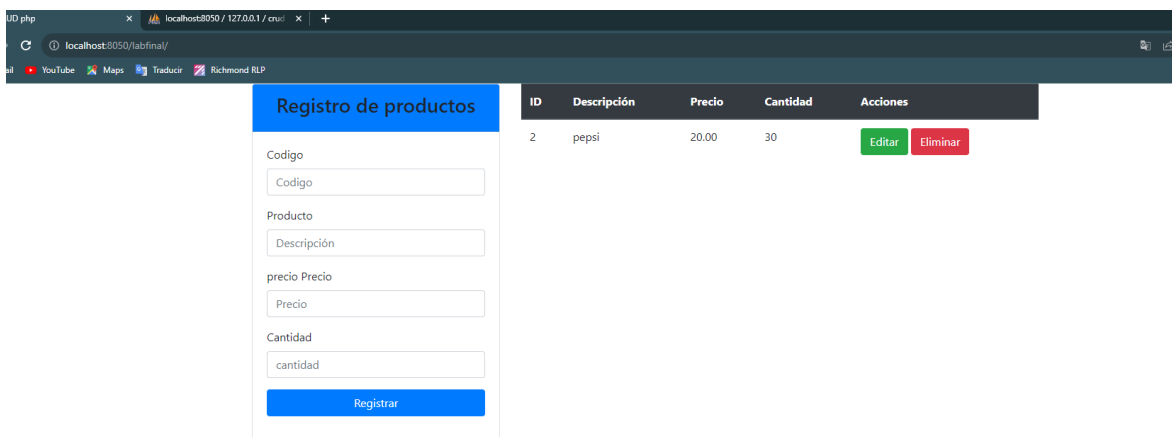 UD php
localhost:8050 / 127.0.0.1 / crud
localhost:8050/labfinal/
ail YouTube Maps Traducir Richmond RLP
Registro de productos
Codigo
Codigo
Producto
Descripción
precio Precio
Precio
Cantidad
cantidad
Registrar
ID Descripción Precio Cantidad Acciones
2 pepsi 20.00 30 Editar Eliminar